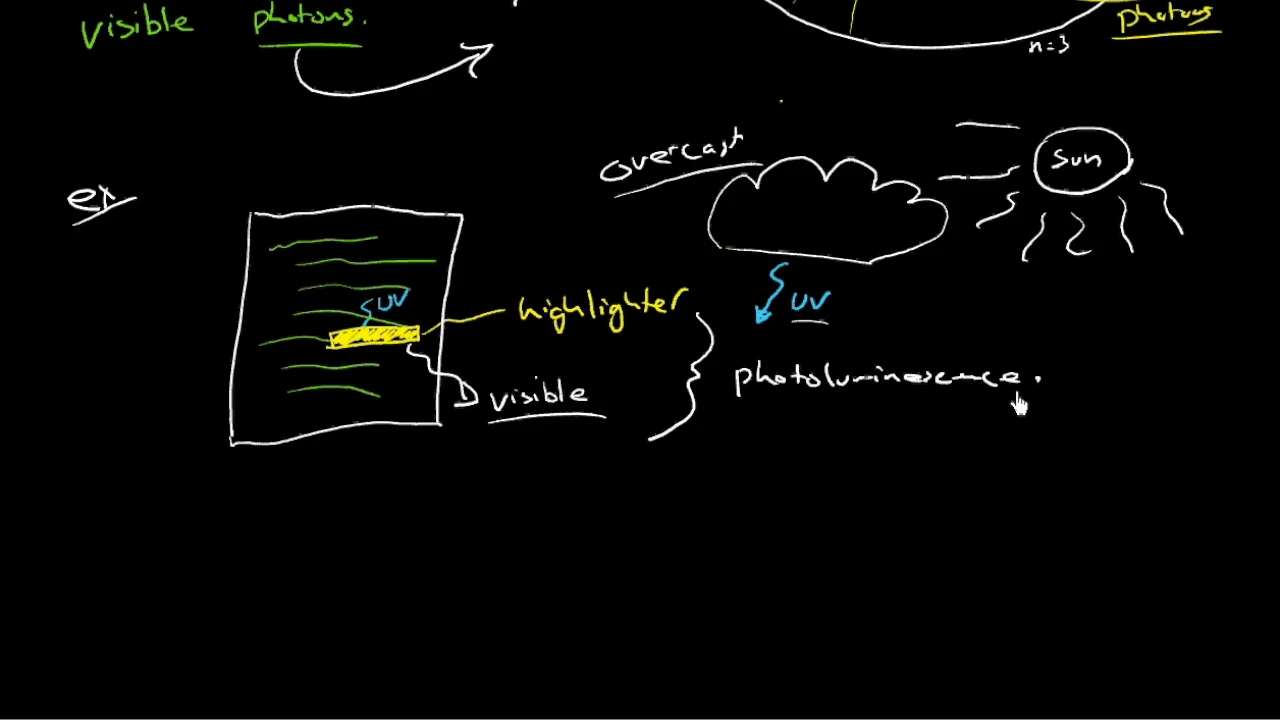 visible photons.
photons
n=3
overcast
sun
ex
UV
highlighter
UV
visible
photoluminescence.